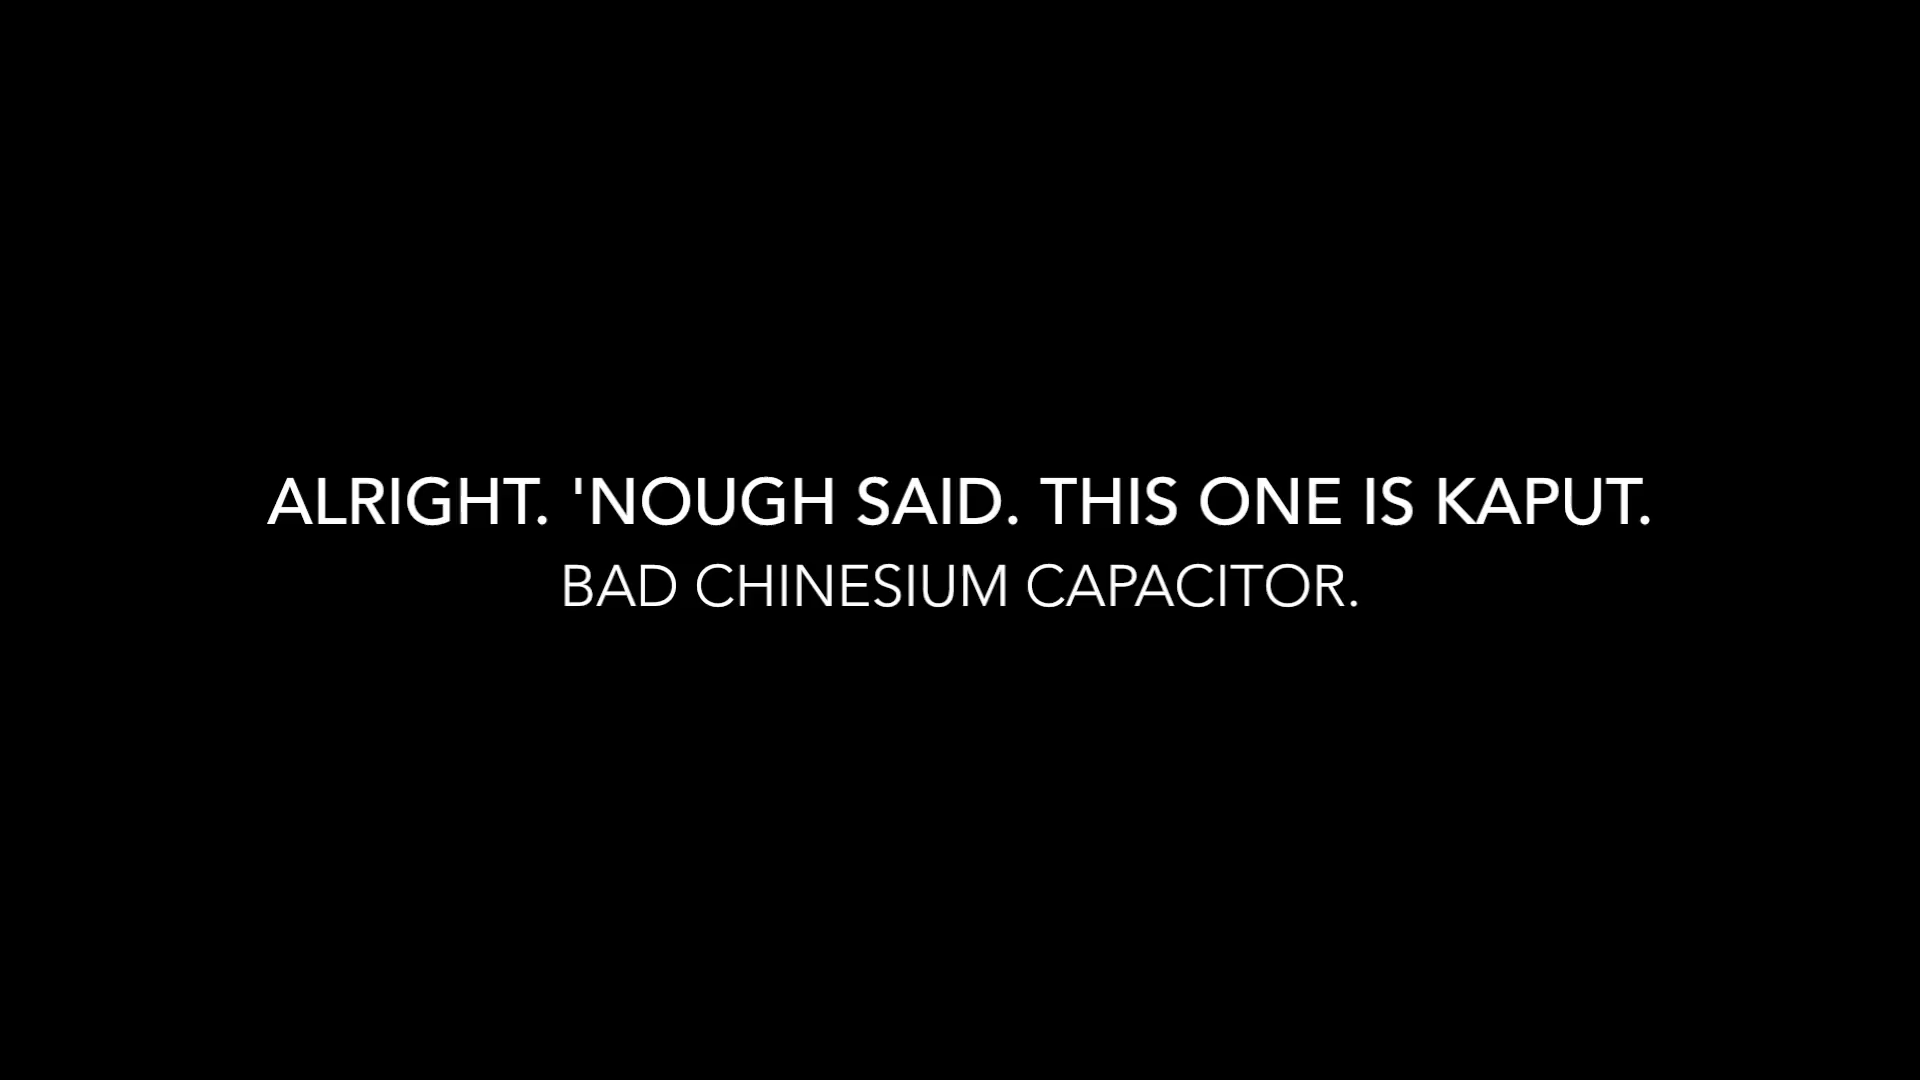 ALRIGHT. 'NOUGH SAID. THIS ONE IS KAPUT.
BAD CHINESIUM CAPACITOR.